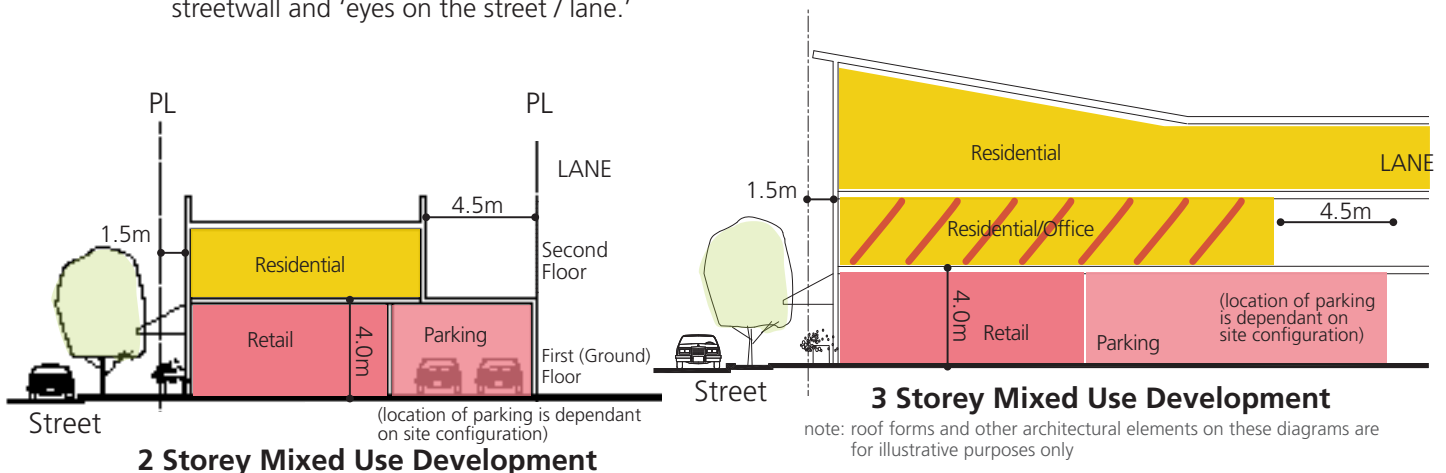 streetwall and ‘eyes on the street / lane.’
PL
PL
LANE
4.5m
1.5m
Second
Floor
Residential
Retail
4.0m
Parking
First (Ground)
Floor
Street
(location of parking is dependant
on site configuration)
2 Storey Mixed Use Development
Residential
LANE
1.5m
4.5m
Residential/Office
4.0m
Retail
Parking
(location of parking
is dependant on
site configuration)
Street
3 Storey Mixed Use Development
note: roof forms and other architectural elements on these diagrams are
for illustrative purposes only